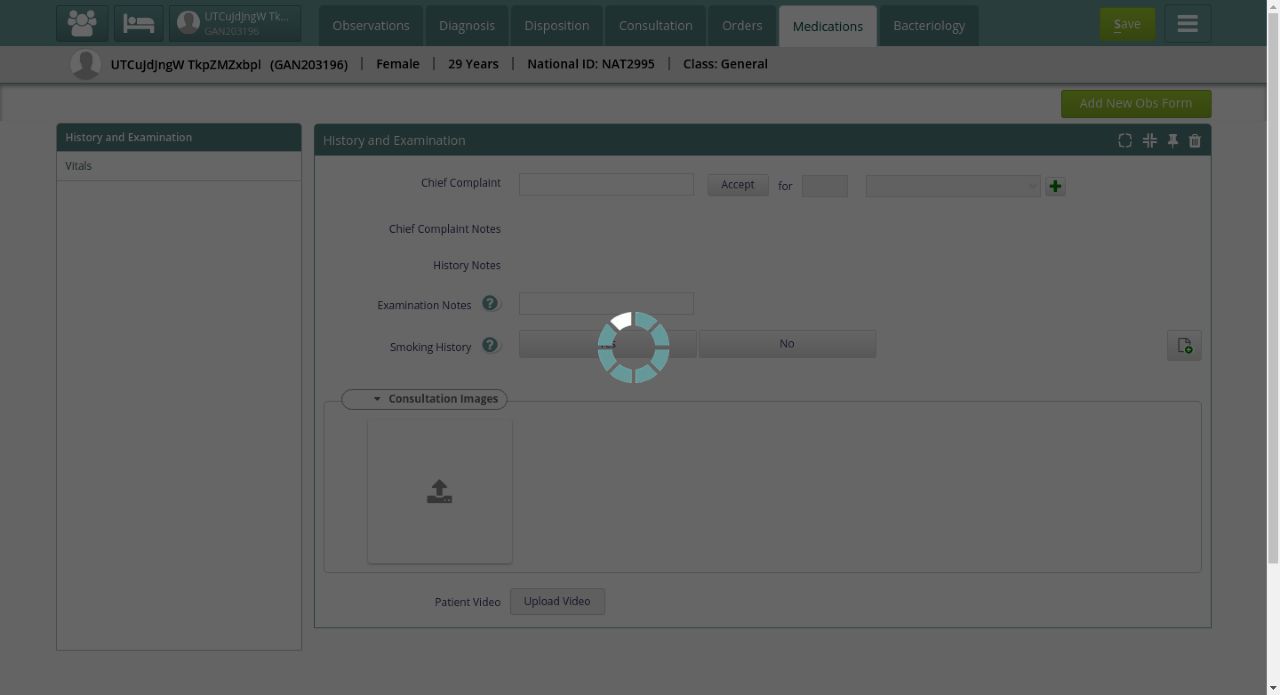 UTCuJdJngW Tk...
GAN203196
Observations
Diagnosis
Disposition
Consultation
Orders
Medications
Bacteriology
Save
UTCuJdJngW TkpZMZxbpl (GAN203196) | Female | 29 Years | National ID: NAT2995 | Class: General
Add New Obs Form
History and Examination
Vitals
History and Examination
Chief Complaint
Accept
for
Chief Complaint Notes
History Notes
Examination Notes
Smoking History
No
Consultation Images
Patient Video
Upload Video